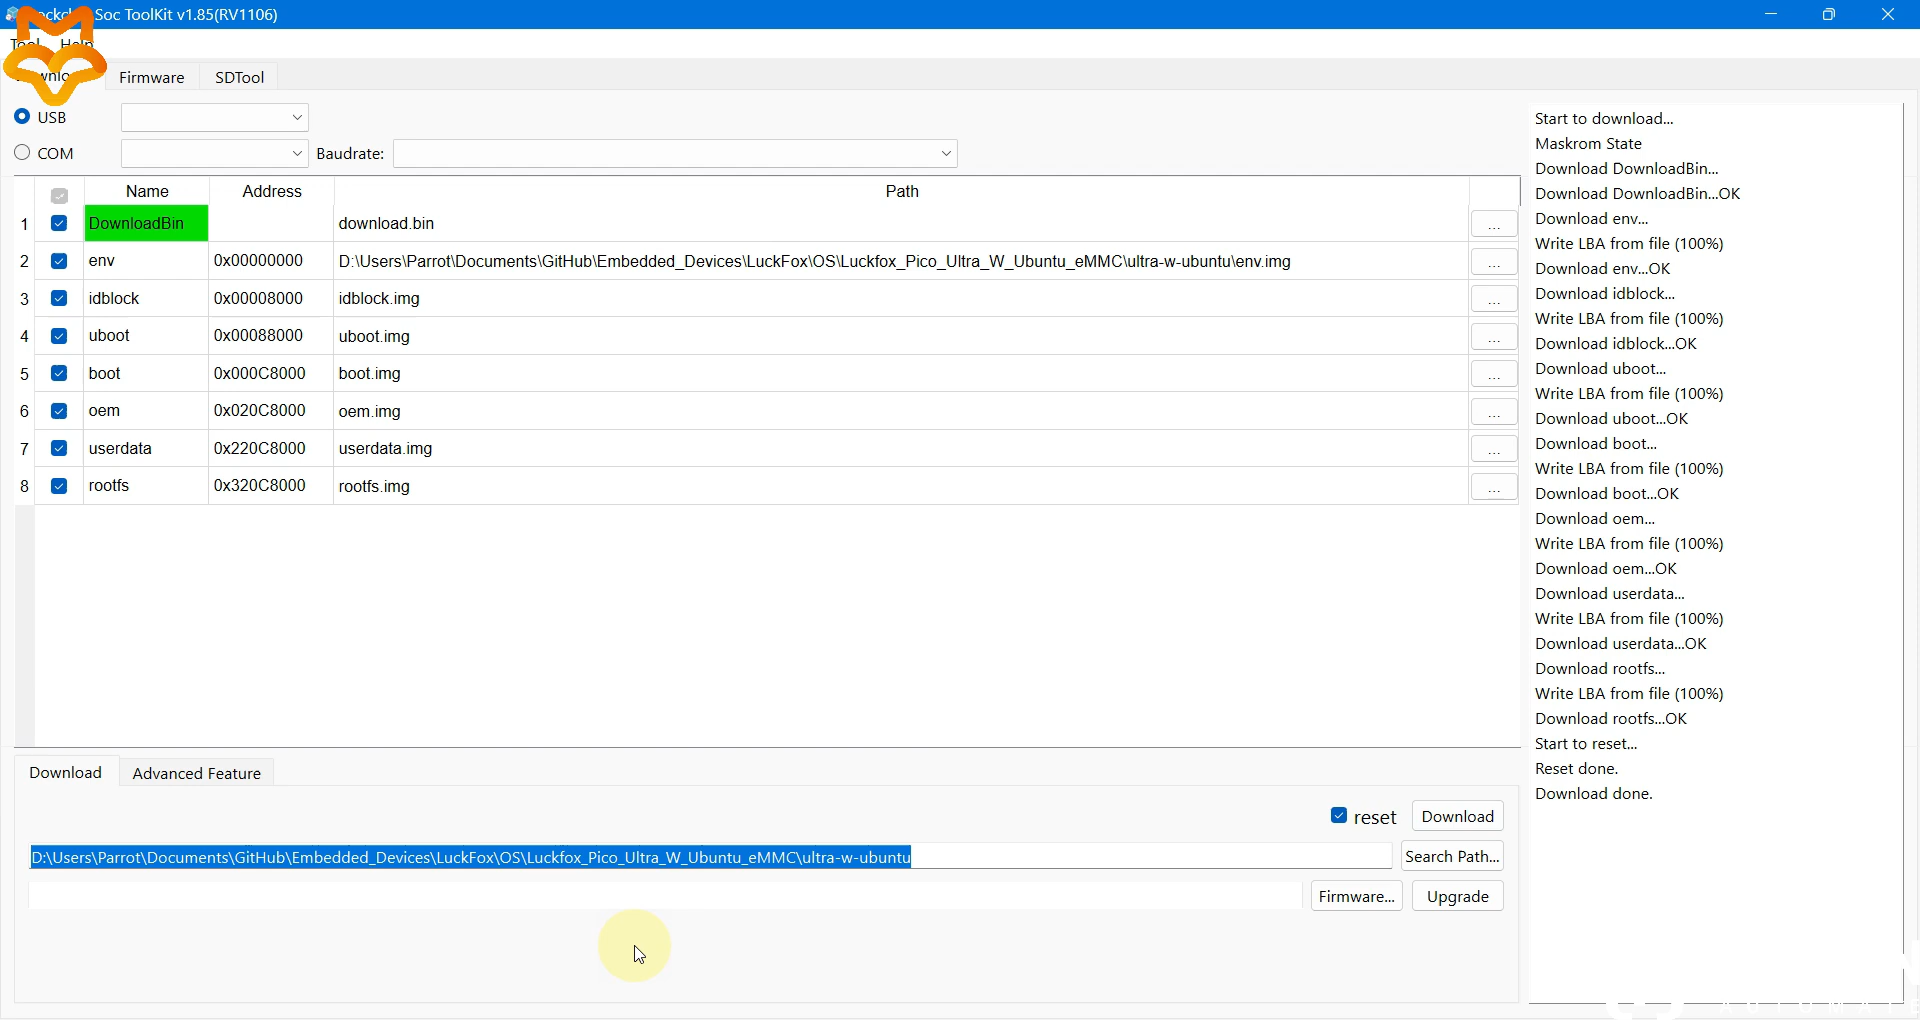 Soc ToolKit v1.85(RV1106)
Tool Help
Firmware SDTool
USB
COM Baudrate:
Name Address Path
1 DownloadBin download.bin ...
2 env 0x00000000 D:\Users\Parrot\Documents\GitHub\Embedded_Devices\LuckFox\OS\Luckfox_Pico_Ultra_W_Ubuntu_eMMC\ultra-w-ubuntu\env.img ...
3 idblock 0x00008000 idblock.img ...
4 uboot 0x00088000 uboot.img ...
5 boot 0x000C8000 boot.img ...
6 oem 0x020C8000 oem.img ...
7 userdata 0x220C8000 userdata.img ...
8 rootfs 0x320C8000 rootfs.img ...
Download Advanced Feature
reset Download
D:\Users\Parrot\Documents\GitHub\Embedded_Devices\LuckFox\OS\Luckfox_Pico_Ultra_W_Ubuntu_eMMC\ultra-w-ubuntu Search Path...
Firmware... Upgrade
Start to download...
Maskrom State
Download DownloadBin...
Download DownloadBin...OK
Download env...
Write LBA from file (100%)
Download env...OK
Download idblock...
Write LBA from file (100%)
Download idblock...OK
Download uboot...
Write LBA from file (100%)
Download uboot...OK
Download boot...
Write LBA from file (100%)
Download boot...OK
Download oem...
Write LBA from file (100%)
Download oem...OK
Download userdata...
Write LBA from file (100%)
Download userdata...OK
Download rootfs...
Write LBA from file (100%)
Download rootfs...OK
Start to reset...
Reset done.
Download done.